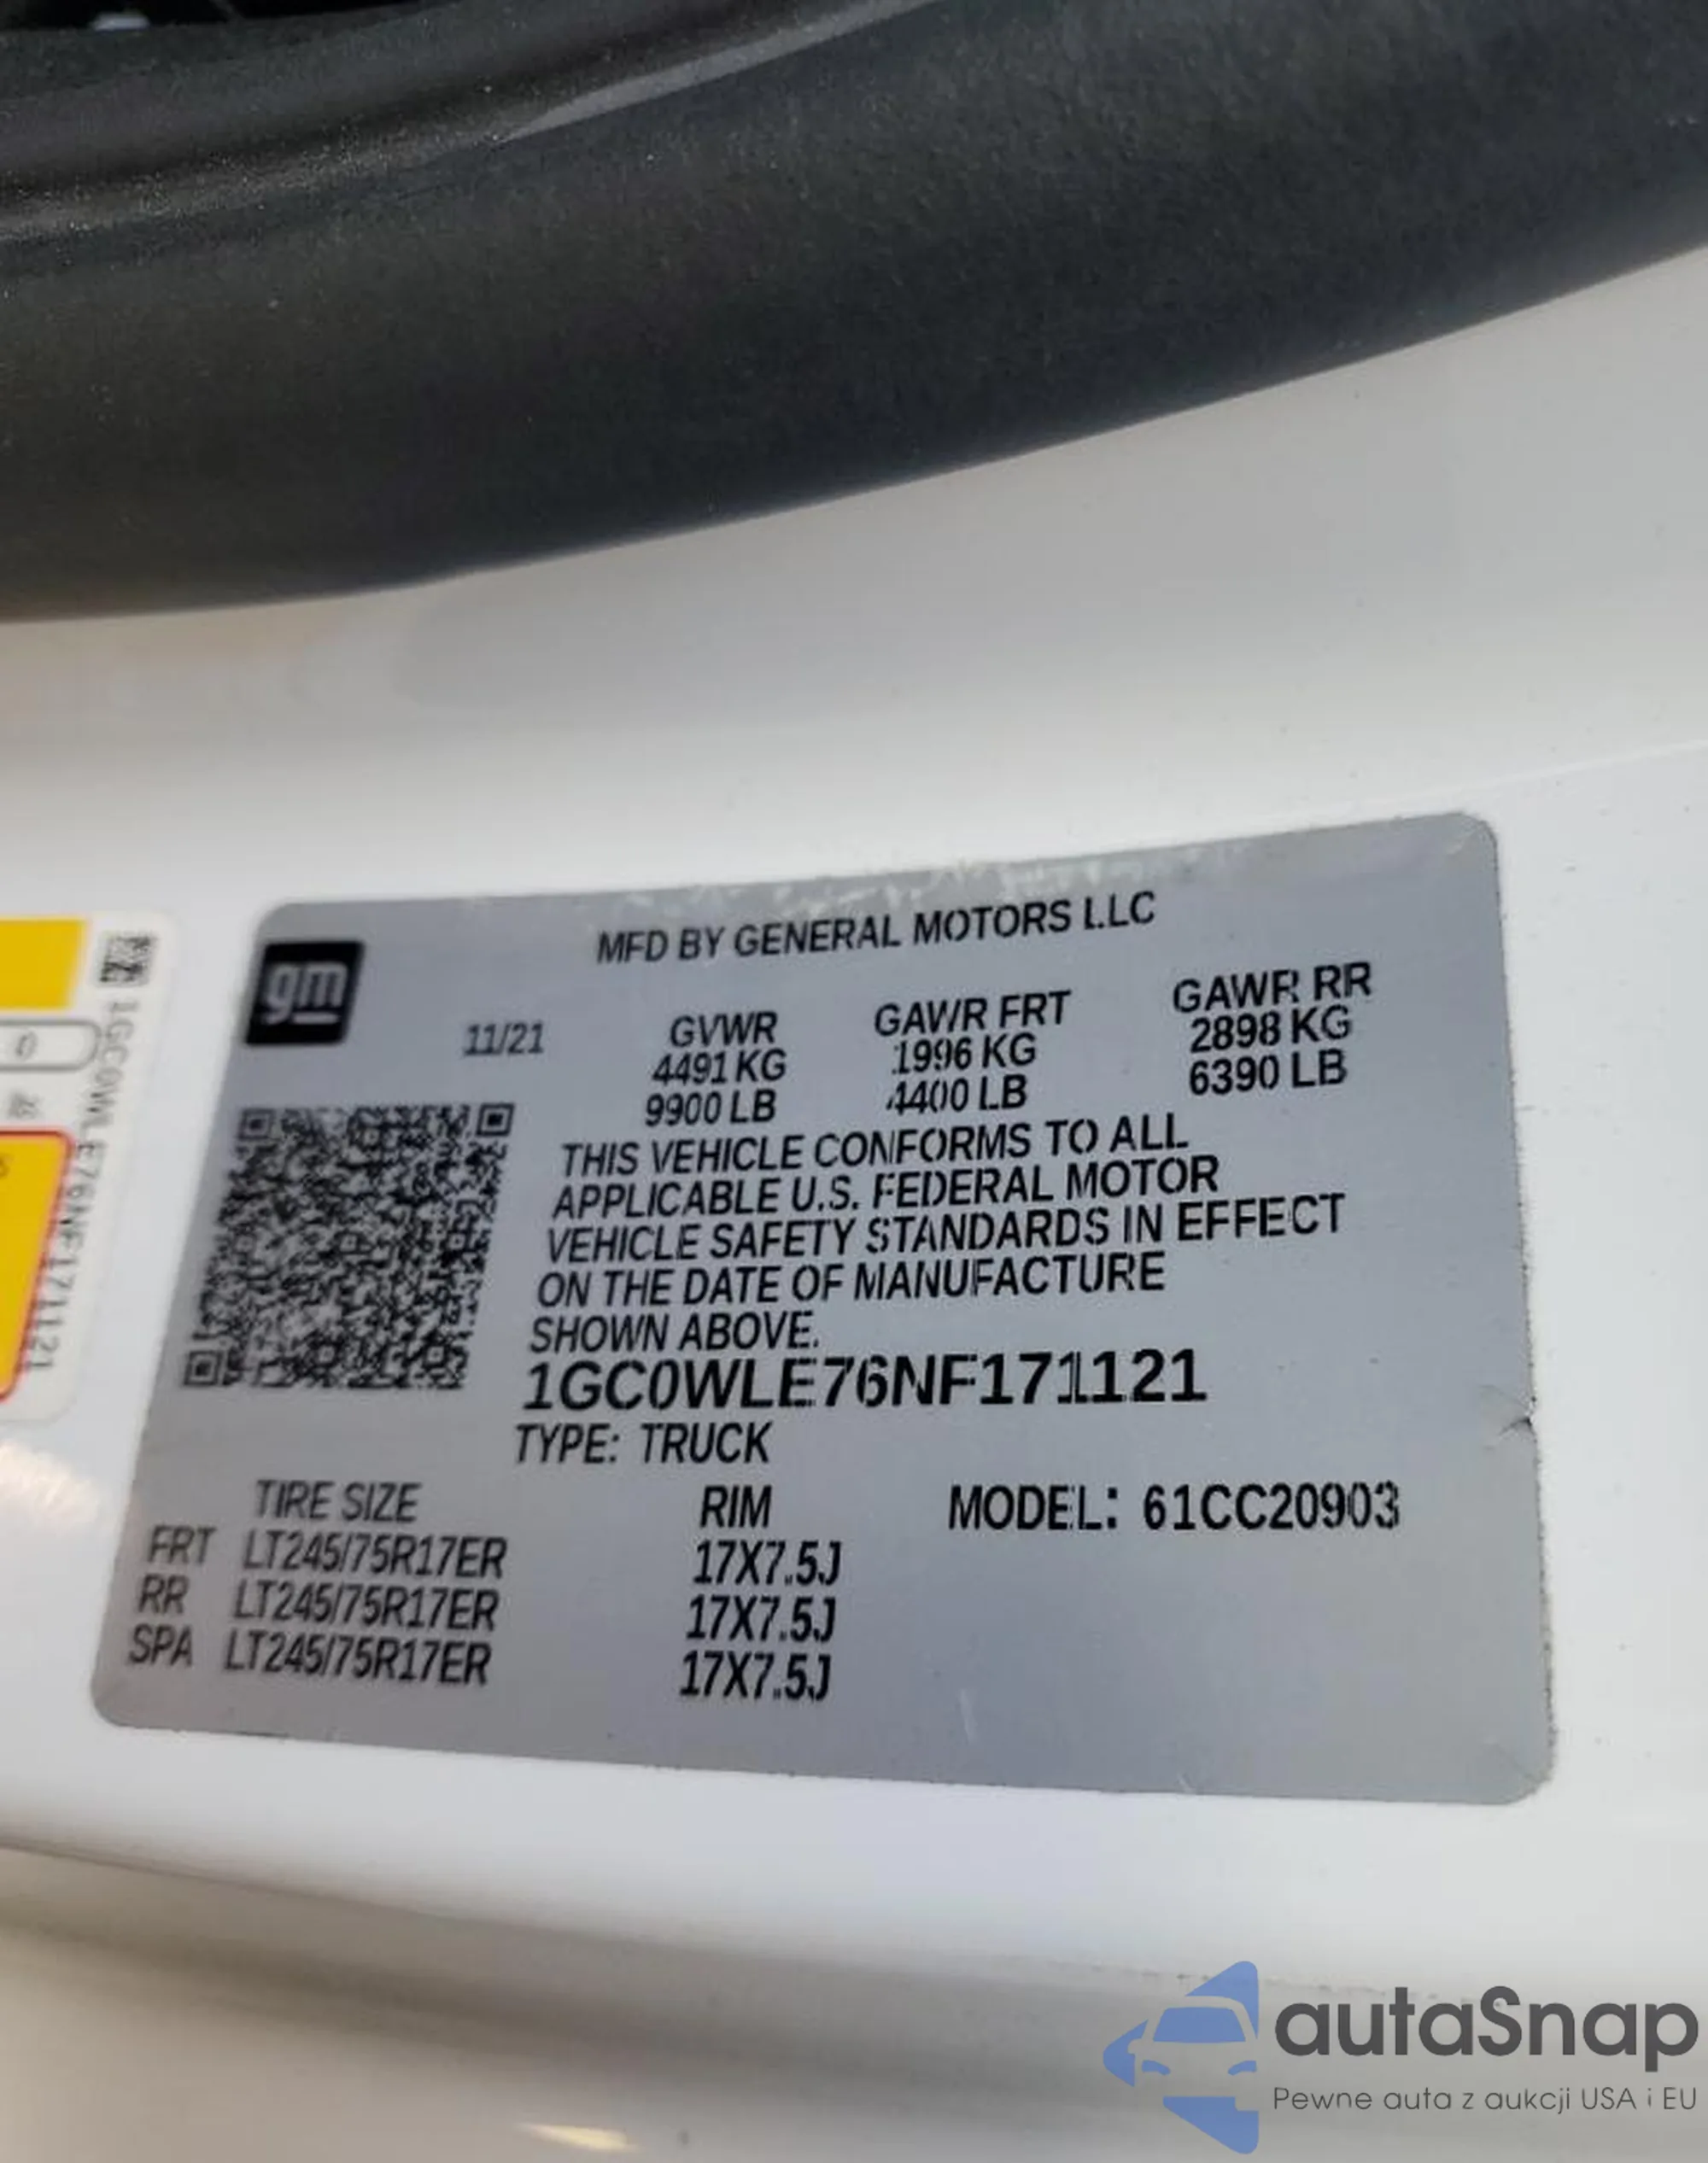 MFD BY GENERAL MOTORS LLC
gm
11/21
GVWR GAWR FRT GAWR RR
4491 KG 1996 KG 2898 KG
9900 LB 4400 LB 6390 LB
THIS VEHICLE CONFORMS TO ALL
APPLICABLE U.S. FEDERAL MOTOR
VEHICLE SAFETY STANDARDS IN EFFECT
ON THE DATE OF MANUFACTURE
SHOWN ABOVE.
1GC0WLE76NF171121
TYPE: TRUCK
TIRE SIZE RIM MODEL: 61CC20903
FRT LT245/75R17ER 17X7.5J
RR LT245/75R17ER 17X7.5J
SPA LT245/75R17ER 17X7.5J
1GC0WLE76NF171121
autaSnap
Pewne auta z aukcji USA i EU